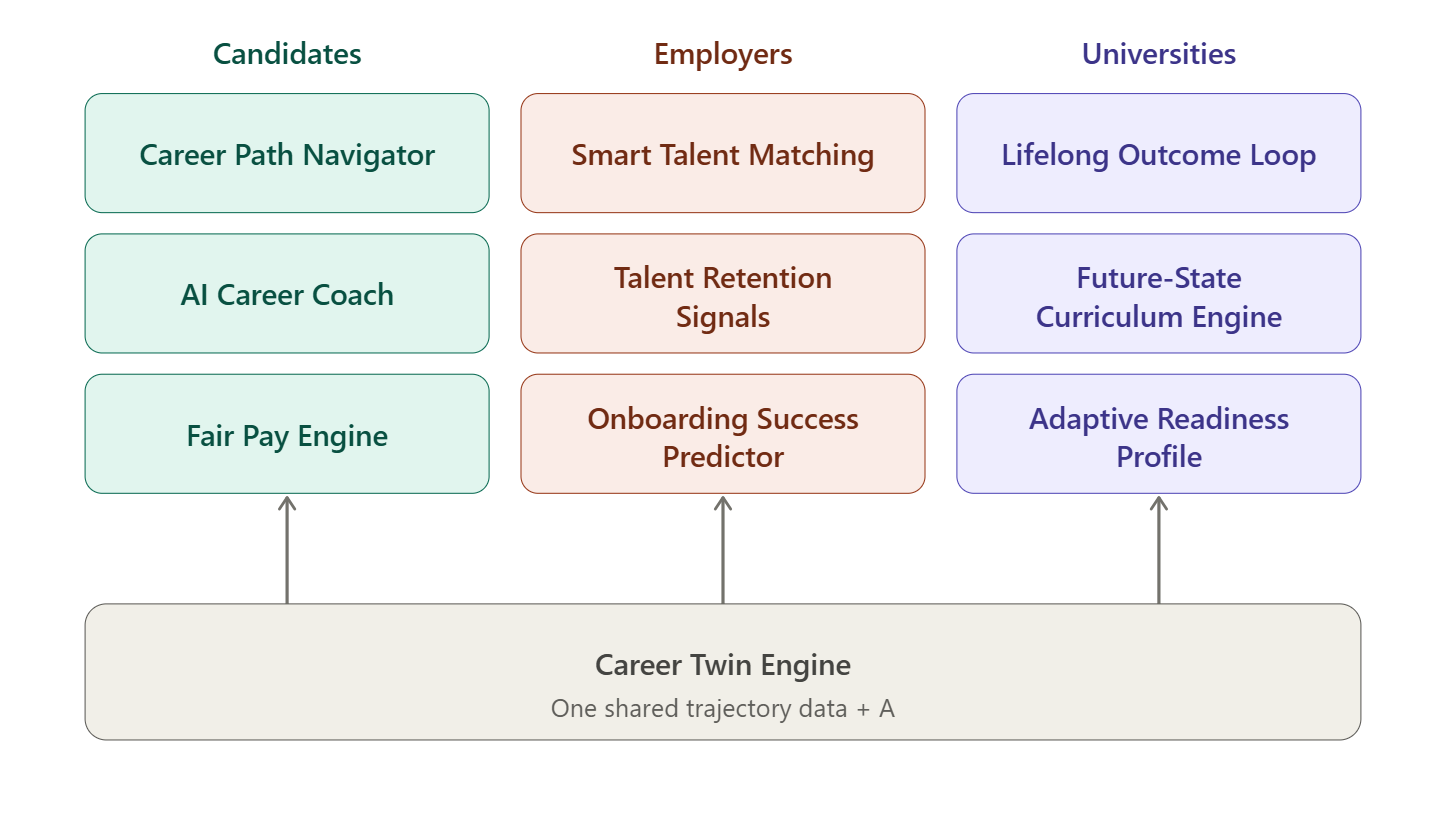 Candidates
Employers
Universities
Career Path Navigator
Smart Talent Matching
Lifelong Outcome Loop
AI Career Coach
Talent Retention
Signals
Future-State
Curriculum Engine
Fair Pay Engine
Onboarding Success
Predictor
Adaptive Readiness
Profile
Career Twin Engine
One shared trajectory data + A